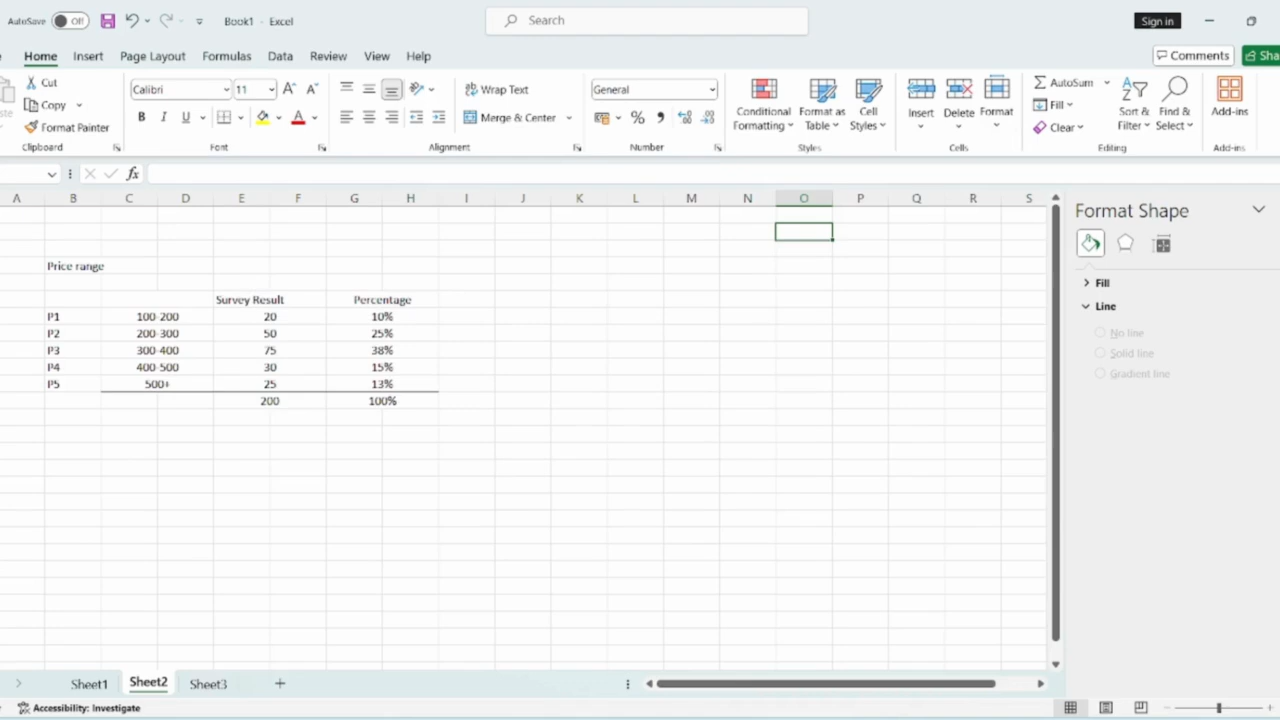 AutoSave Off Book1 - Excel Search Sign in
Home Insert Page Layout Formulas Data Review View Help Comments Sha
Cut Calibri 11 Wrap Text General AutoSum
Copy Conditional Format as Cell Insert Delete Format Fill Sort & Find & Add-ins
Format Painter B I U Merge & Center % Formatting Table Styles Clear Filter Select
Clipboard Font Alignment Number Styles Cells Editing Add-ins
fx
A B C D E F G H I J K L M N O P Q R S
Format Shape
Price range
Fill
Survey Result Percentage
Line
P1 100-200 20 10%
P2 200-300 50 25%
No line
P3 300-400 75 38%
Solid line
P4 400-500 30 15%
Gradient line
P5 500+ 25 13%
200 100%
Sheet1 Sheet2 Sheet3
Accessibility: Investigate